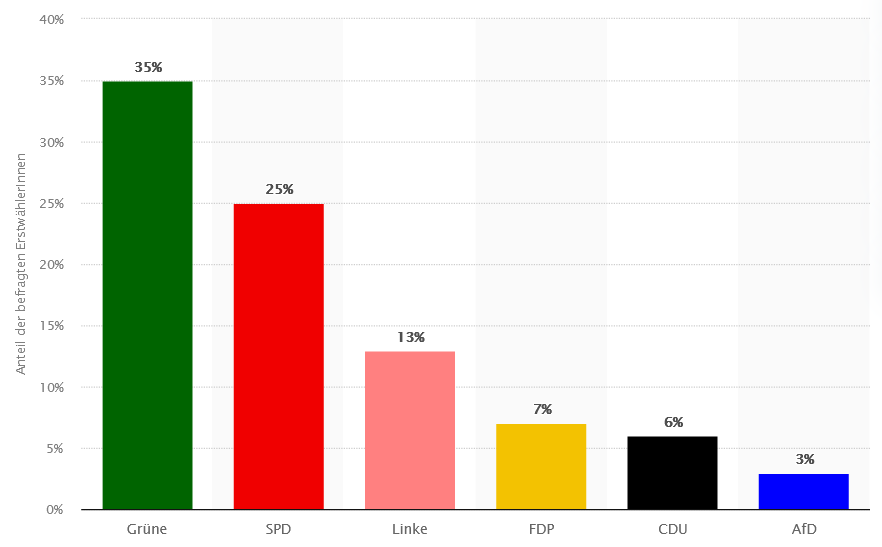 40%
35%
30%
25%
20%
15%
10%
5%
0%
Anteil der befragten ErstwählerInnen
35%
25%
13%
7%
6%
3%
Grüne
SPD
Linke
FDP
CDU
AfD